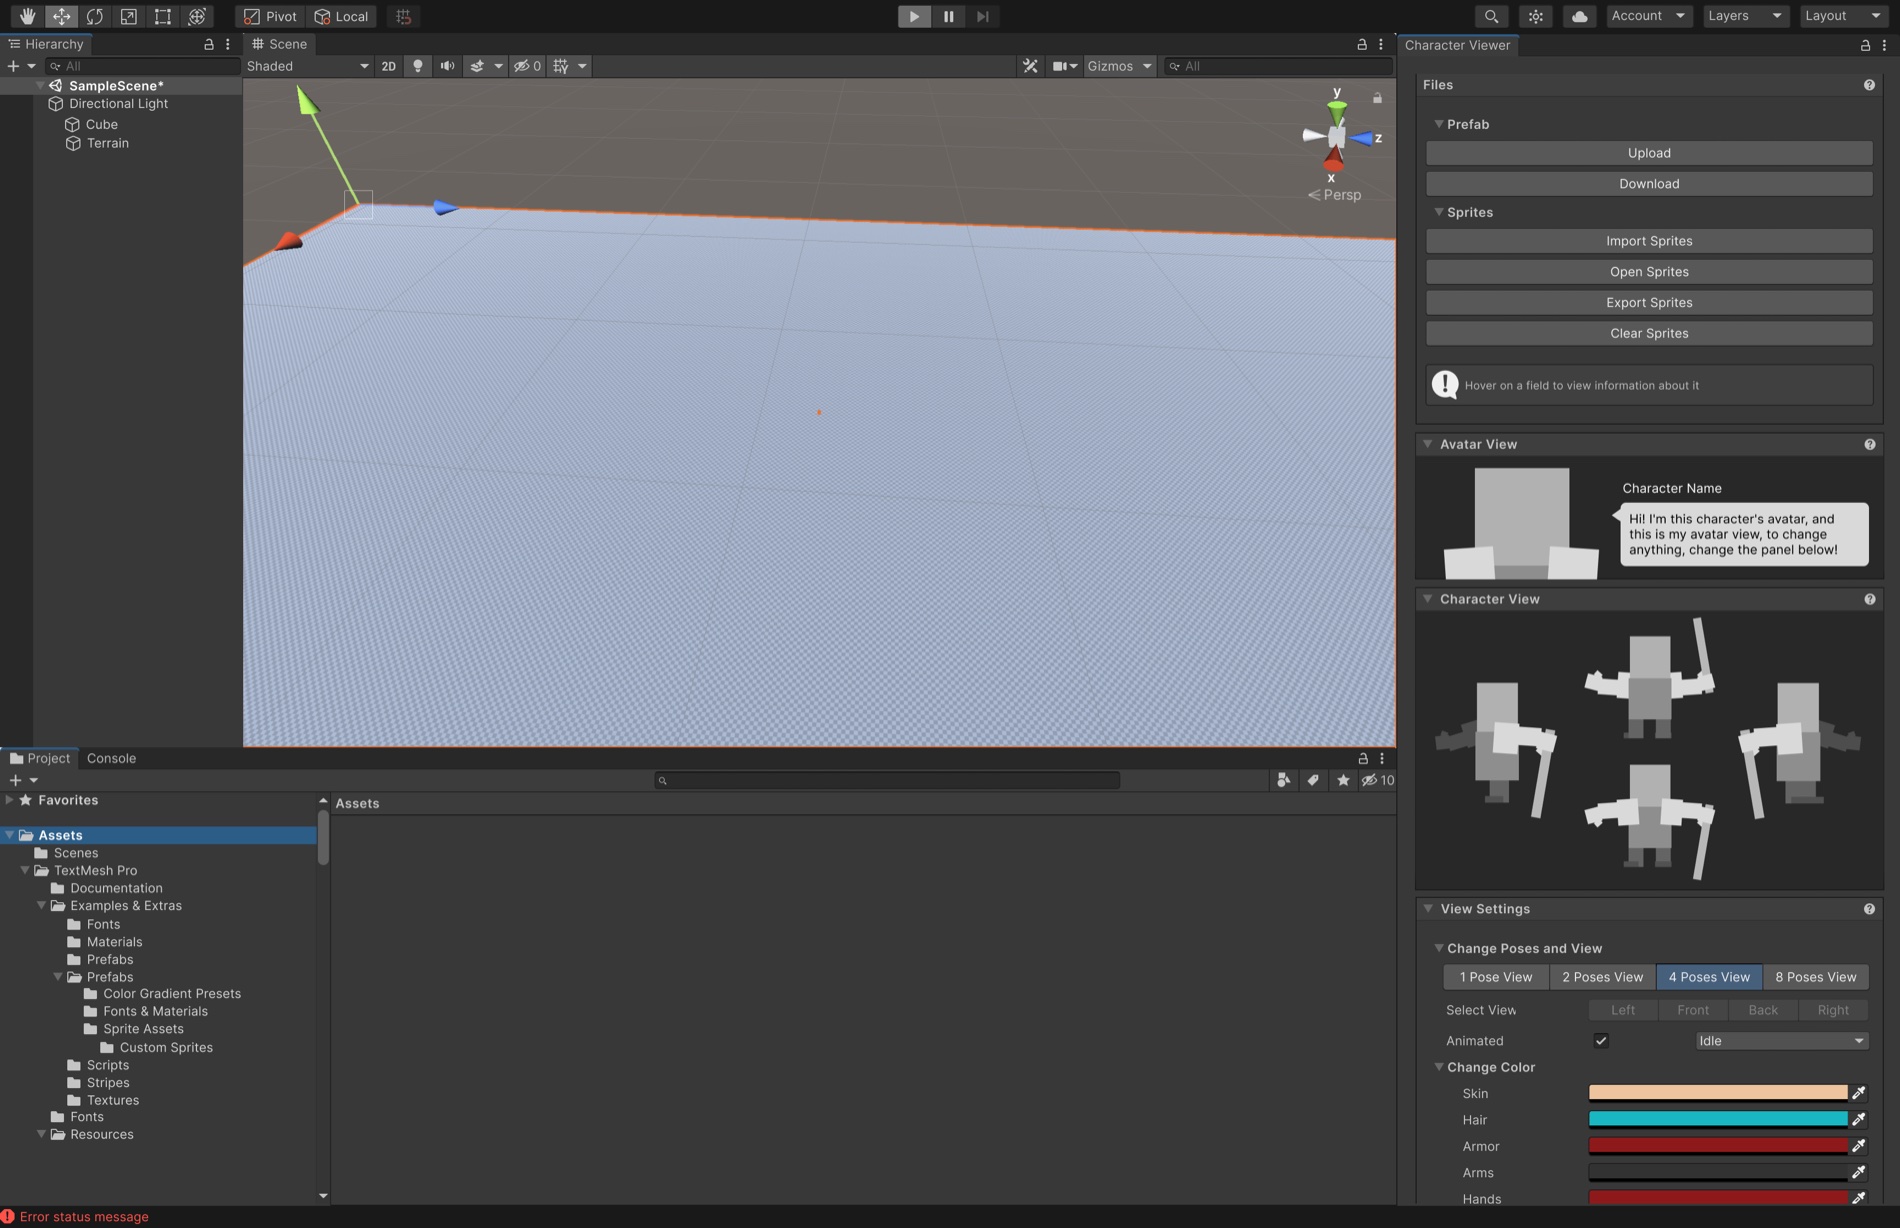 Pivot Local Account Layers Layout
Hierarchy Scene Character Viewer
All Shaded 2D 0 Gizmos All
SampleScene*
Directional Light
Cube
Terrain
y
z
x
Persp
Files
Prefab
Upload
Download
Sprites
Import Sprites
Open Sprites
Export Sprites
Clear Sprites
Hover on a field to view information about it
Avatar View
Character Name
Hi! I'm this character's avatar, and
this is my avatar view, to change
anything, change the panel below!
Character View
View Settings
Change Poses and View
1 Pose View 2 Poses View 4 Poses View 8 Poses View
Select View Left Front Back Right
Animated Idle
Change Color
Skin
Hair
Armor
Arms
Hands
Project Console
10
Favorites
Assets
Assets
Scenes
TextMesh Pro
Documentation
Examples & Extras
Fonts
Materials
Prefabs
Prefabs
Color Gradient Presets
Fonts & Materials
Sprite Assets
Custom Sprites
Scripts
Stripes
Textures
Fonts
Resources
Error status message